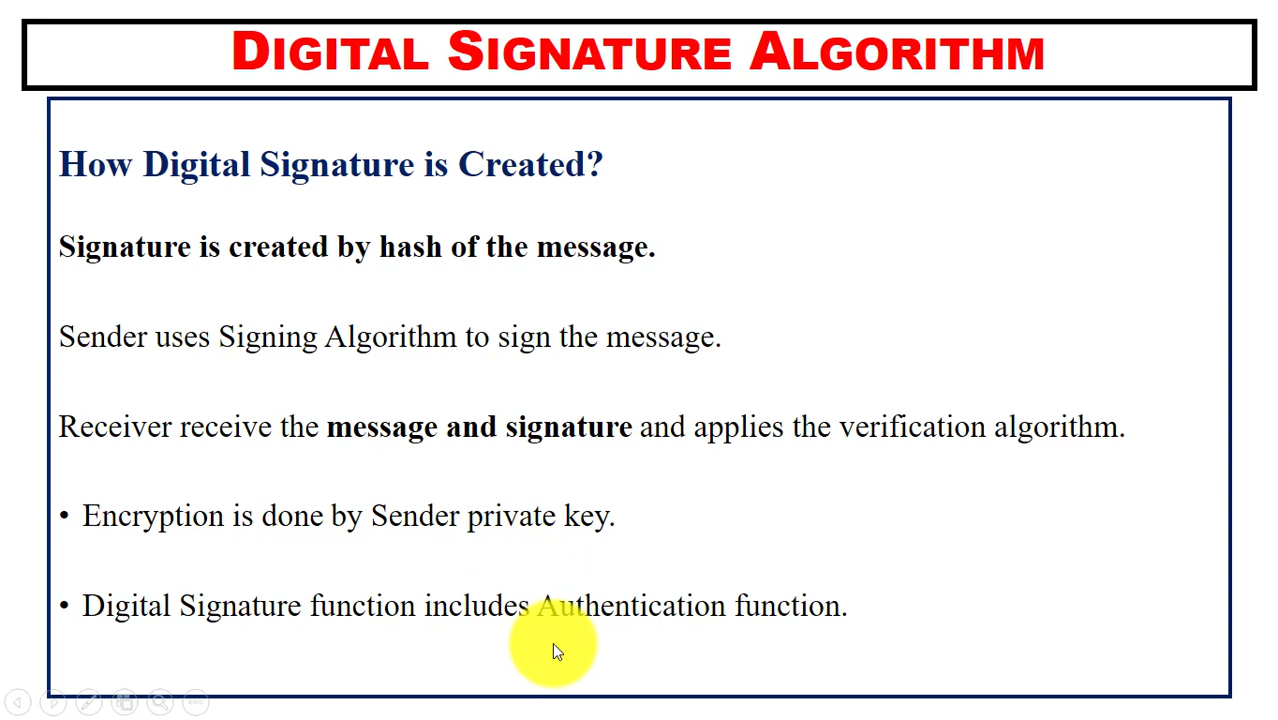 DIGITAL SIGNATURE ALGORITHM
How Digital Signature is Created?
Signature is created by hash of the message.
Sender uses Signing Algorithm to sign the message.
Receiver receive the message and signature and applies the verification algorithm.
• Encryption is done by Sender private key.
• Digital Signature function includes Authentication function.